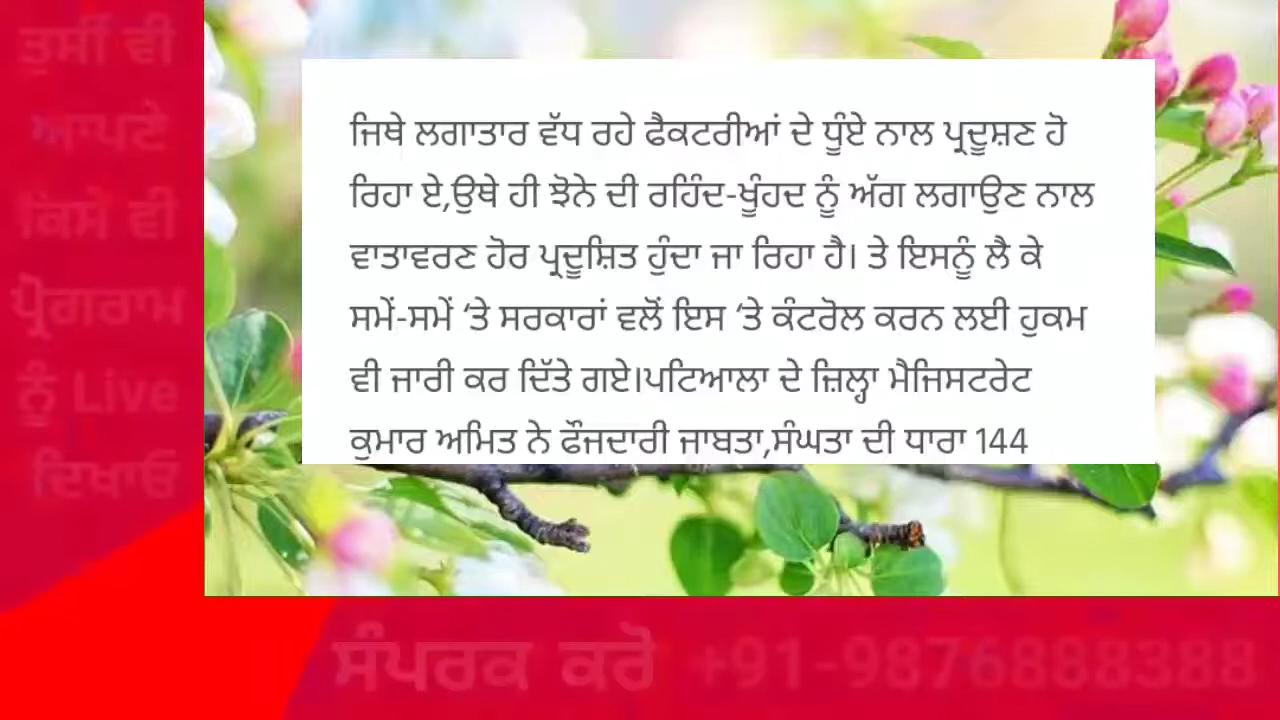 ਤੁਸੀਂ ਵੀ
ਆਪਣੇ
ਕਿਸੇ ਵੀ
ਪ੍ਰੋਗਰਾਮ
ਨੂੰ Live
ਦਿਖਾਓ
ਜਿਥੇ ਲਗਾਤਾਰ ਵੱਧ ਰਹੇ ਫੈਕਟਰੀਆਂ ਦੇ ਧੂੰਏ ਨਾਲ ਪ੍ਰਦੂਸ਼ਣ ਹੋ
ਰਿਹਾ ਏ,ਉਥੇ ਹੀ ਝੋਨੇ ਦੀ ਰਹਿੰਦ-ਖੂੰਹਦ ਨੂੰ ਅੱਗ ਲਗਾਉਣ ਨਾਲ
ਵਾਤਾਵਰਣ ਹੋਰ ਪ੍ਰਦੂਸ਼ਿਤ ਹੁੰਦਾ ਜਾ ਰਿਹਾ ਹੈ। ਤੇ ਇਸਨੂੰ ਲੈ ਕੇ
ਸਮੇਂ-ਸਮੇਂ ‘ਤੇ ਸਰਕਾਰਾਂ ਵਲੋਂ ਇਸ ‘ਤੇ ਕੰਟਰੋਲ ਕਰਨ ਲਈ ਹੁਕਮ
ਵੀ ਜਾਰੀ ਕਰ ਦਿੱਤੇ ਗਏ।ਪਟਿਆਲਾ ਦੇ ਜ਼ਿਲ੍ਹਾ ਮੈਜਿਸਟਰੇਟ
ਕੁਮਾਰ ਅਮਿਤ ਨੇ ਫੌਜਦਾਰੀ ਜਾਬਤਾ,ਸੰਘਤਾ ਦੀ ਧਾਰਾ 144
ਸੰਪਰਕ ਕਰੋ +91-9876888388